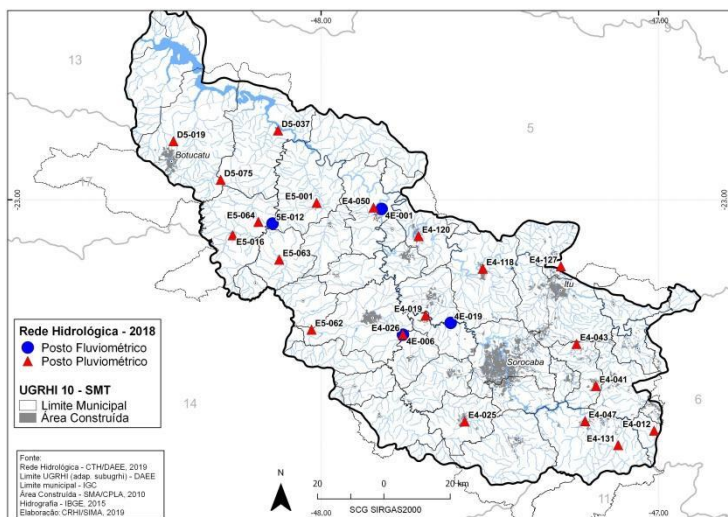 -48.00
-47.00
13
D5-037
D5-019
Botucatu
5
D5-075
-23.00
-23.00
E5-001
E4-050
4E-001
E5-064
5E-012
E4-120
E5-016
E5-063
E4-118
E4-127
Itu
E4-019
4E-019
E5-062
E4-026
4E-006
E4-043
Sorocaba
E4-041
14
6
E4-025
E4-047
E4-012
E4-131
11
Rede Hidrológica - 2018
Posto Fluviométrico
Posto Pluviométrico
UGRHI 10 - SMT
Limite Municipal
Área Construída
Fonte:
Rede Hidrológica - CTH/DAEE, 2019
Limite UGRHI (adap. subugrhi) - DAEE
Limite municipal - IGC
Área Construída - SMA/CPLA, 2010
Hidrografia - IBGE, 2015
Elaboração: CRHI/SIMA, 2019
N
20 0 20 km
SCG SIRGAS2000
-48.00
-47.00